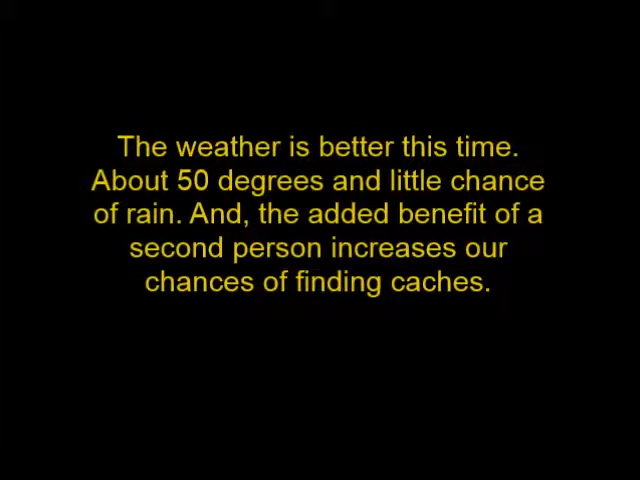 The weather is better this time.
About 50 degrees and little chance
of rain. And, the added benefit of a
second person increases our
chances of finding caches.